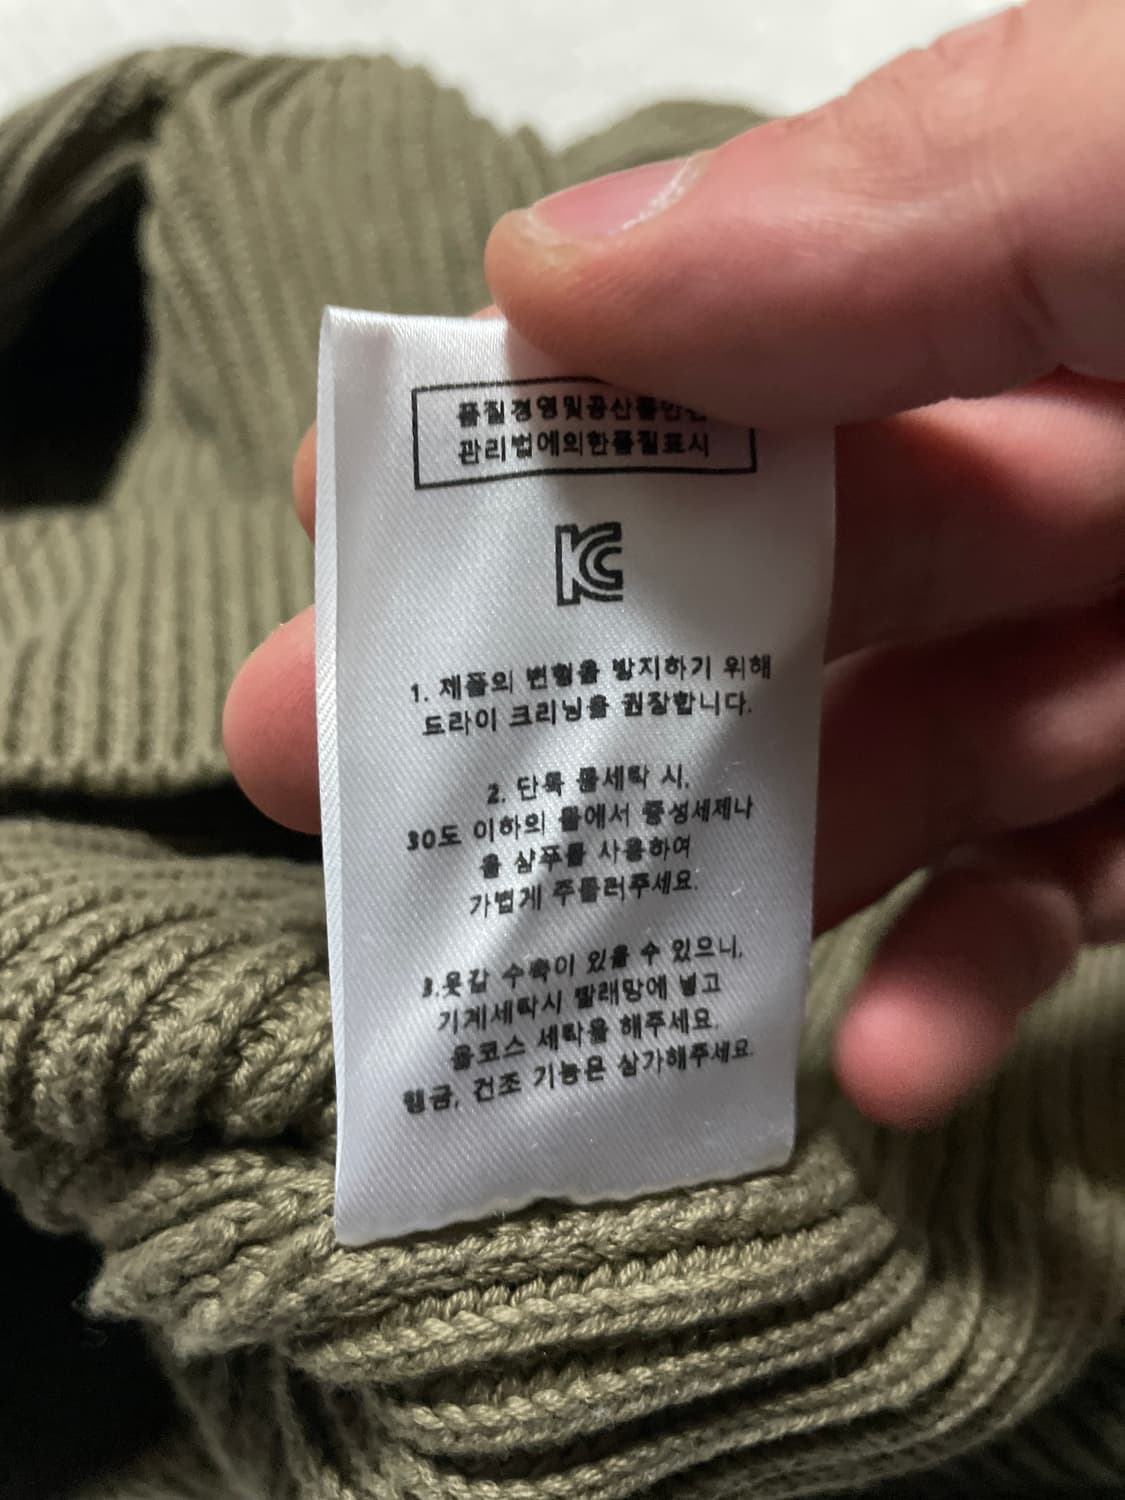 품질경영및공산품안전
관리법에의한품질표시
KC
1. 제품의 변형을 방지하기 위해
드라이 크리닝을 권장합니다.
2. 단독 물세탁 시,
30도 이하의 물에서 중성세제나
울 샴푸를 사용하여
가볍게 주물러주세요.
3.옷감 수축이 있을 수 있으니,
기계세탁시 빨래망에 넣고
울코스 세탁을 해주세요.
헹굼, 건조 기능은 삼가해주세요.